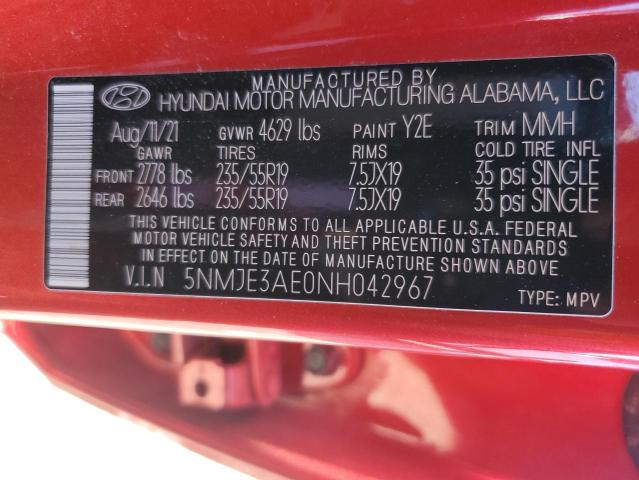 MANUFACTURED BY
HYUNDAI MOTOR MANUFACTURING ALABAMA, LLC
Aug/11/21 GVWR 4629 lbs PAINT Y2E TRIM MMH
GAWR TIRES RIMS COLD TIRE INFL
FRONT 2778 lbs 235/55R19 7.5JX19 35 psi SINGLE
REAR 2646 lbs 235/55R19 7.5JX19 35 psi SINGLE
THIS VEHICLE CONFORMS TO ALL APPLICABLE U.S.A. FEDERAL
MOTOR VEHICLE SAFETY AND THEFT PREVENTION STANDARDS
IN EFFECT ON THE DATE OF MANUFACTURE SHOWN ABOVE.
V.I.N 5NMJE3AE0NH042967
TYPE: MPV